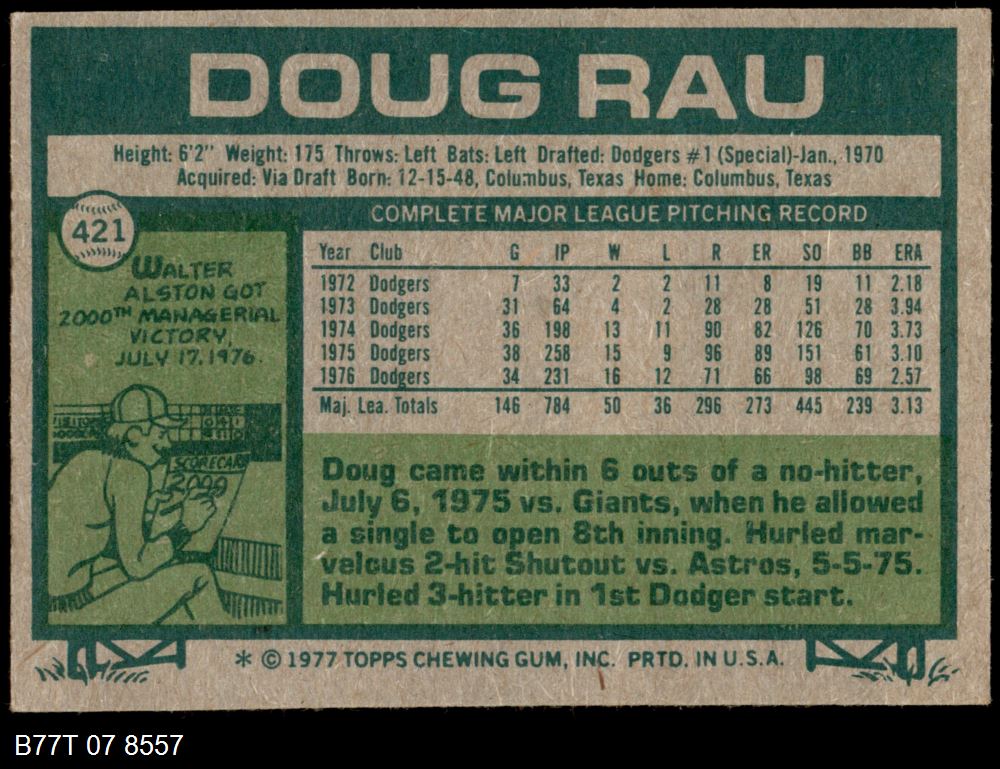 DOUG RAU
Height: 6'2" Weight: 175 Throws: Left Bats: Left Drafted: Dodgers #1 (Special)-Jan., 1970
Acquired: Via Draft Born: 12-15-48, Columbus, Texas Home: Columbus, Texas
421
WALTER
ALSTON GOT
2000TH MANAGERIAL
VICTORY,
JULY 17, 1976.
SCORECARD
2000
COMPLETE MAJOR LEAGUE PITCHING RECORD
Year Club G IP W L R ER SO BB ERA
1972 Dodgers 7 33 2 2 11 8 19 11 2.18
1973 Dodgers 31 64 4 2 28 28 51 28 3.94
1974 Dodgers 36 198 13 11 90 82 126 70 3.73
1975 Dodgers 38 258 15 9 96 89 151 61 3.10
1976 Dodgers 34 231 16 12 71 66 98 69 2.57
Maj. Lea. Totals 146 784 50 36 296 273 445 239 3.13
Doug came within 6 outs of a no-hitter,
July 6, 1975 vs. Giants, when he allowed
a single to open 8th inning. Hurled mar-
velous 2-hit Shutout vs. Astros, 5-5-75.
Hurled 3-hitter in 1st Dodger start.
* © 1977 TOPPS CHEWING GUM, INC. PRTD. IN U.S.A.
B77T 07 8557